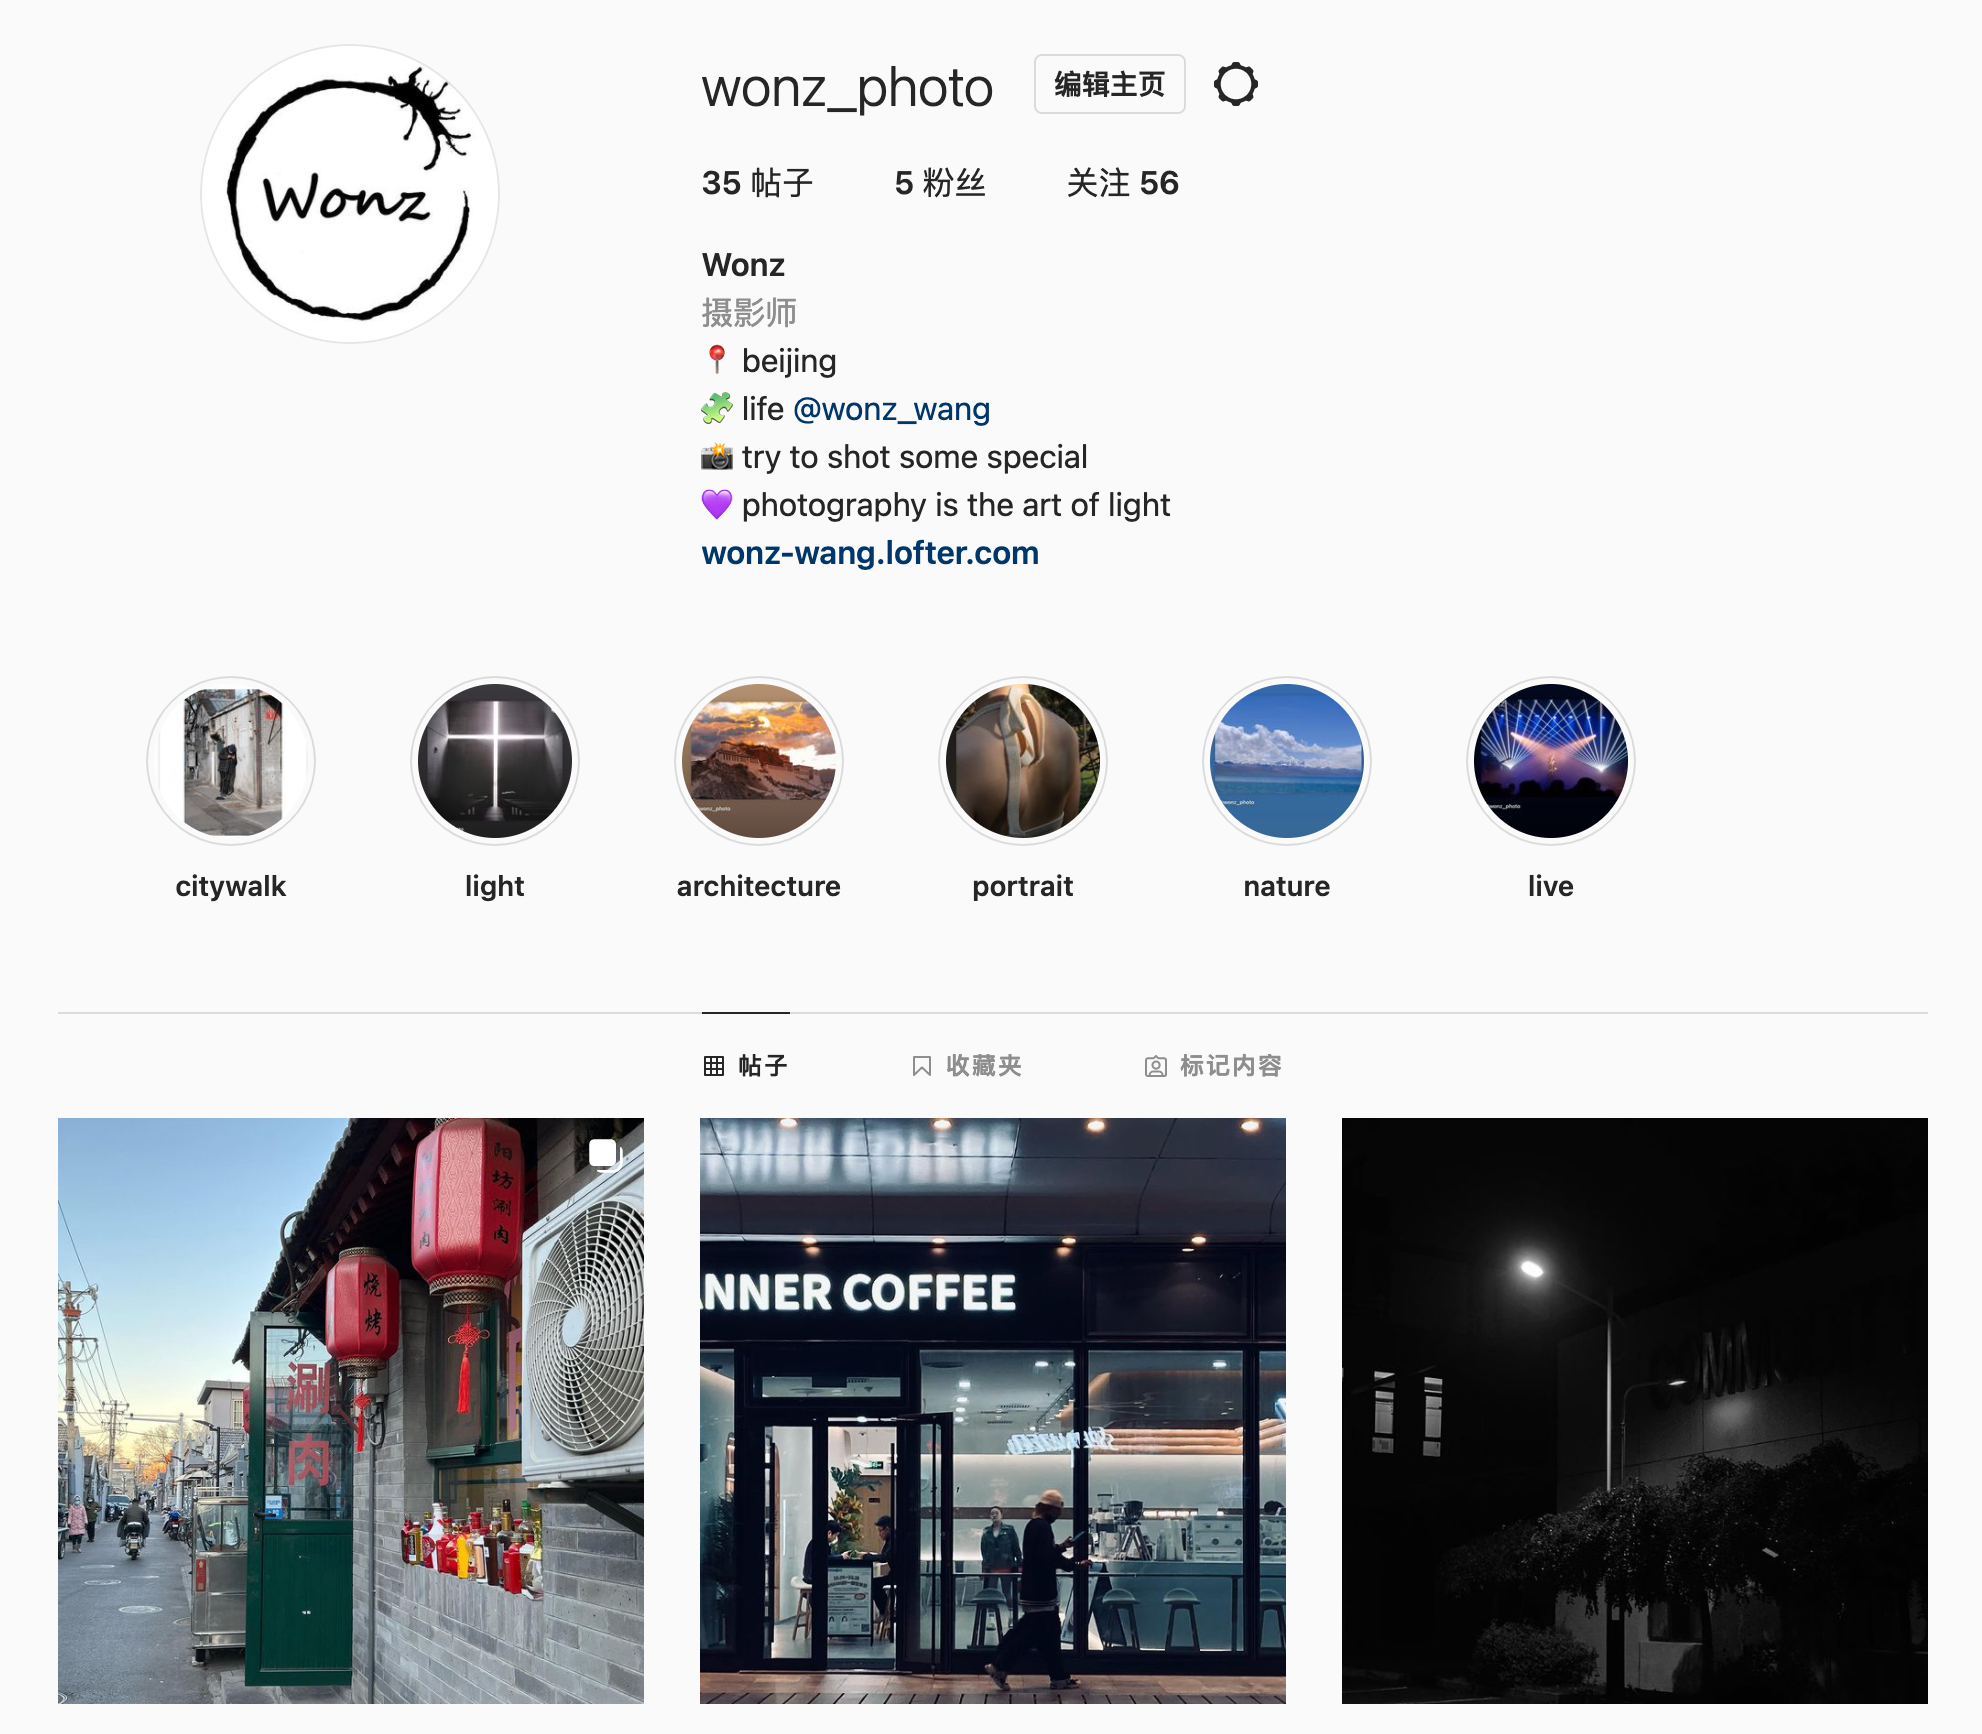 Wonz
wonz_photo
编辑主页
35 帖子
5 粉丝
关注 56
Wonz
摄影师
📍 beijing
🧩 life @wonz_wang
📸 try to shot some special
💜 photography is the art of light
wonz-wang.lofter.com
wonz_photo
wonz_photo
wonz_photo
citywalk
light
architecture
portrait
nature
live
帖子
收藏夹
标记内容
阳坊涮肉
烧烤
涮肉
NNER COFFEE